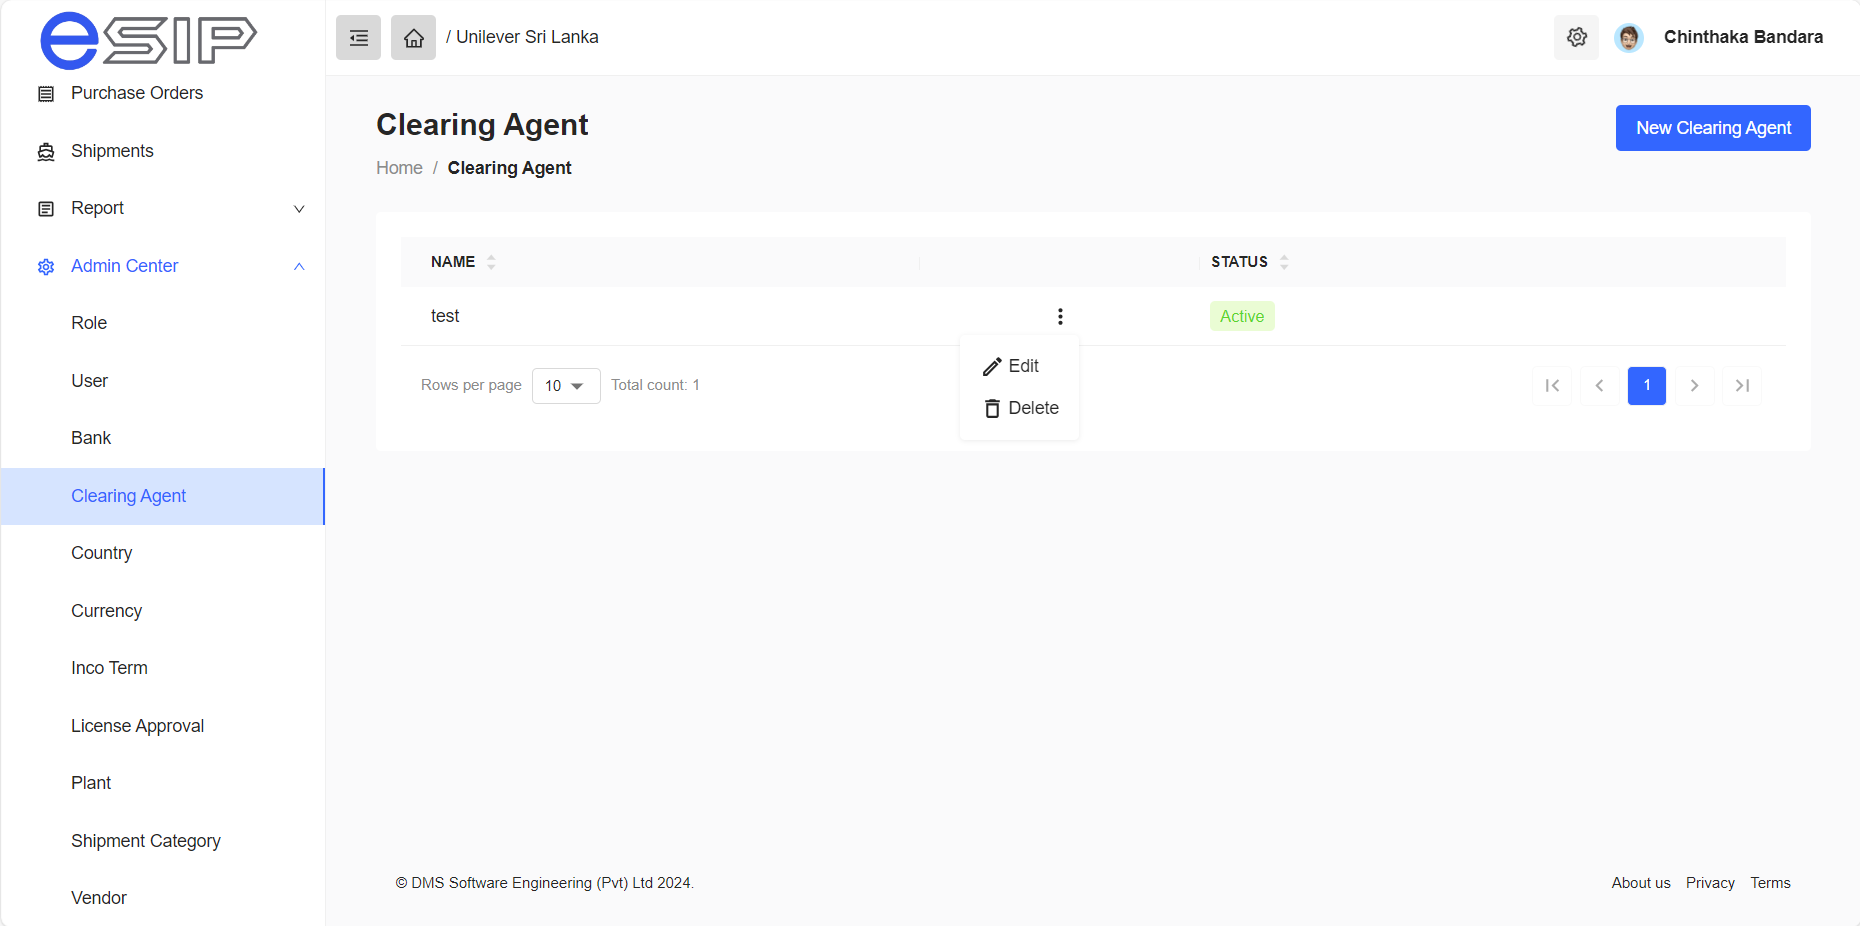 eSIP
/ Unilever Sri Lanka
Chinthaka Bandara
Purchase Orders
Shipments
Report
Admin Center
Role
User
Bank
Clearing Agent
Country
Currency
Inco Term
License Approval
Plant
Shipment Category
Vendor
Clearing Agent
New Clearing Agent
Home / Clearing Agent
NAME STATUS
test Active
Edit
Delete
Rows per page 10 Total count: 1
1
© DMS Software Engineering (Pvt) Ltd 2024.
About us Privacy Terms